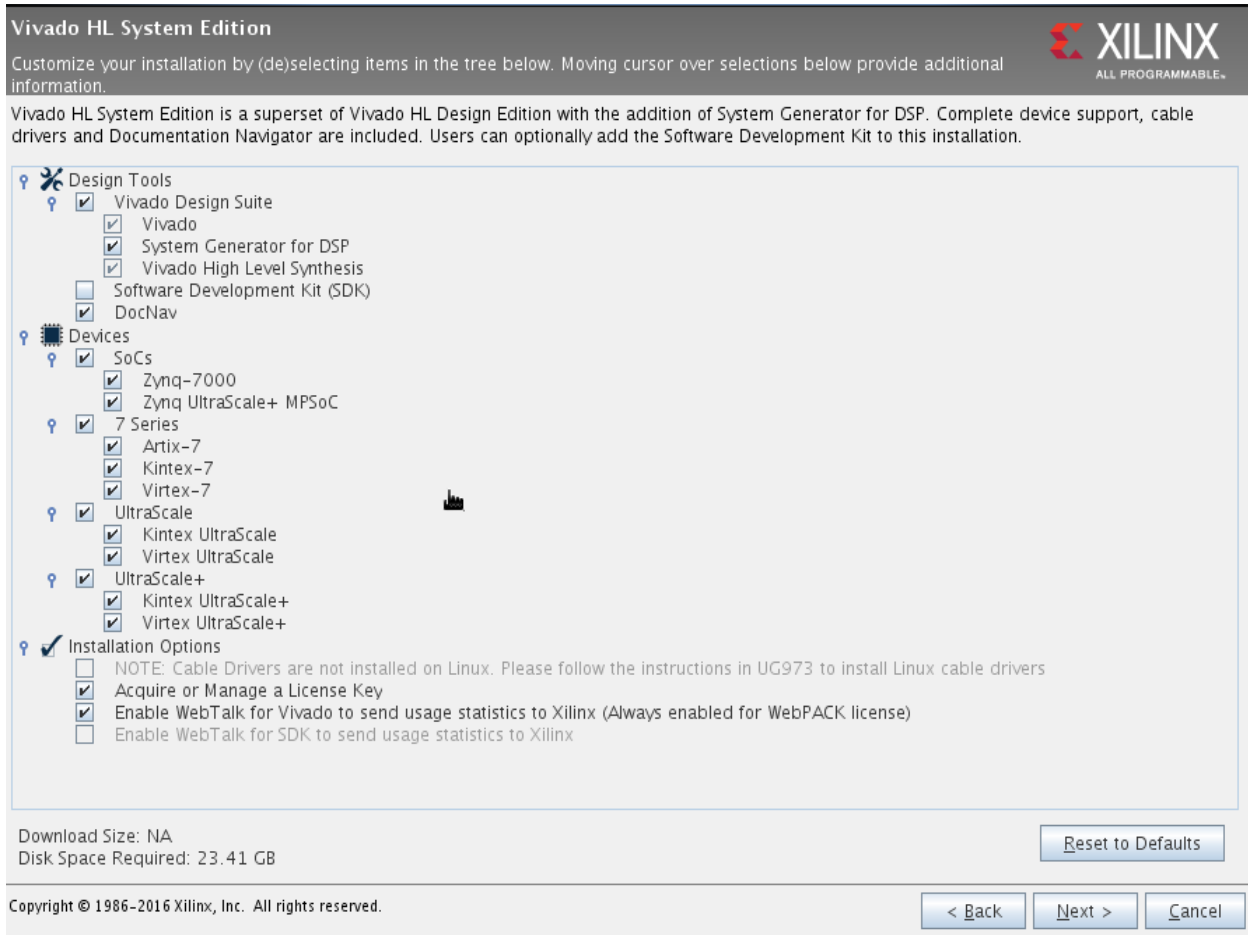 Vivado HL System Edition
XILINX
ALL PROGRAMMABLE™
Customize your installation by (de)selecting items in the tree below. Moving cursor over selections below provide additional
information.
Vivado HL System Edition is a superset of Vivado HL Design Edition with the addition of System Generator for DSP. Complete device support, cable
drivers and Documentation Navigator are included. Users can optionally add the Software Development Kit to this installation.
Design Tools
Vivado Design Suite
Vivado
System Generator for DSP
Vivado High Level Synthesis
Software Development Kit (SDK)
DocNav
Devices
SoCs
Zynq-7000
Zynq UltraScale+ MPSoC
7 Series
Artix-7
Kintex-7
Virtex-7
UltraScale
Kintex UltraScale
Virtex UltraScale
UltraScale+
Kintex UltraScale+
Virtex UltraScale+
Installation Options
NOTE: Cable Drivers are not installed on Linux. Please follow the instructions in UG973 to install Linux cable drivers
Acquire or Manage a License Key
Enable WebTalk for Vivado to send usage statistics to Xilinx (Always enabled for WebPACK license)
Enable WebTalk for SDK to send usage statistics to Xilinx
Download Size: NA
Disk Space Required: 23.41 GB
Reset to Defaults
Copyright © 1986-2016 Xilinx, Inc. All rights reserved.
< Back
Next >
Cancel